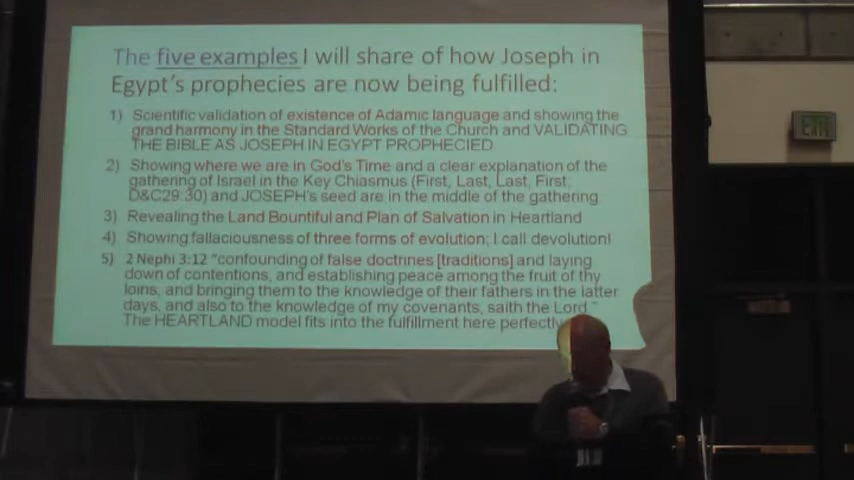 The five examples I will share of how Joseph in
Egypt's prophecies are now being fulfilled:
1) Scientific validation of existence of Adamic language and showing the
grand harmony in the Standard Works of the Church and VALIDATING
THE BIBLE AS JOSEPH IN EGYPT PROPHECIED
2) Showing where we are in God's Time and a clear explanation of the
gathering of Israel in the Key Chiasmus (First, Last, Last, First,
D&C29:30) and JOSEPH's seed are in the middle of the gathering
3) Revealing the Land Bountiful and Plan of Salvation in Heartland
4) Showing fallaciousness of three forms of evolution; I call devolution!
5) 2 Nephi 3:12 "confounding of false doctrines [traditions] and laying
down of contentions, and establishing peace among the fruit of thy
loins, and bringing them to the knowledge of their fathers in the latter
days, and also to the knowledge of my covenants, saith the Lord."
The HEARTLAND model fits into the fulfillment here perfectly
EXIT